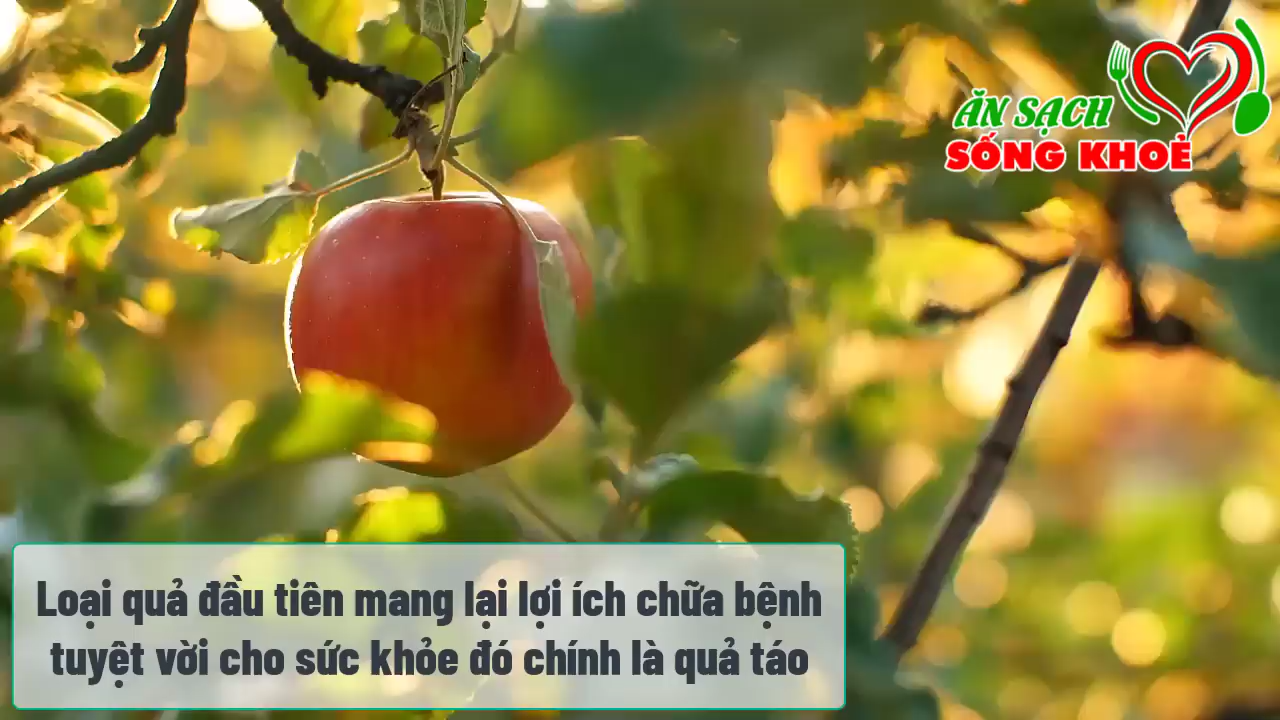 ĂN SẠCH
SỐNG KHOẺ
Loại quả đầu tiên mang lại lợi ích chữa bệnh
tuyệt vời cho sức khỏe đó chính là quả táo